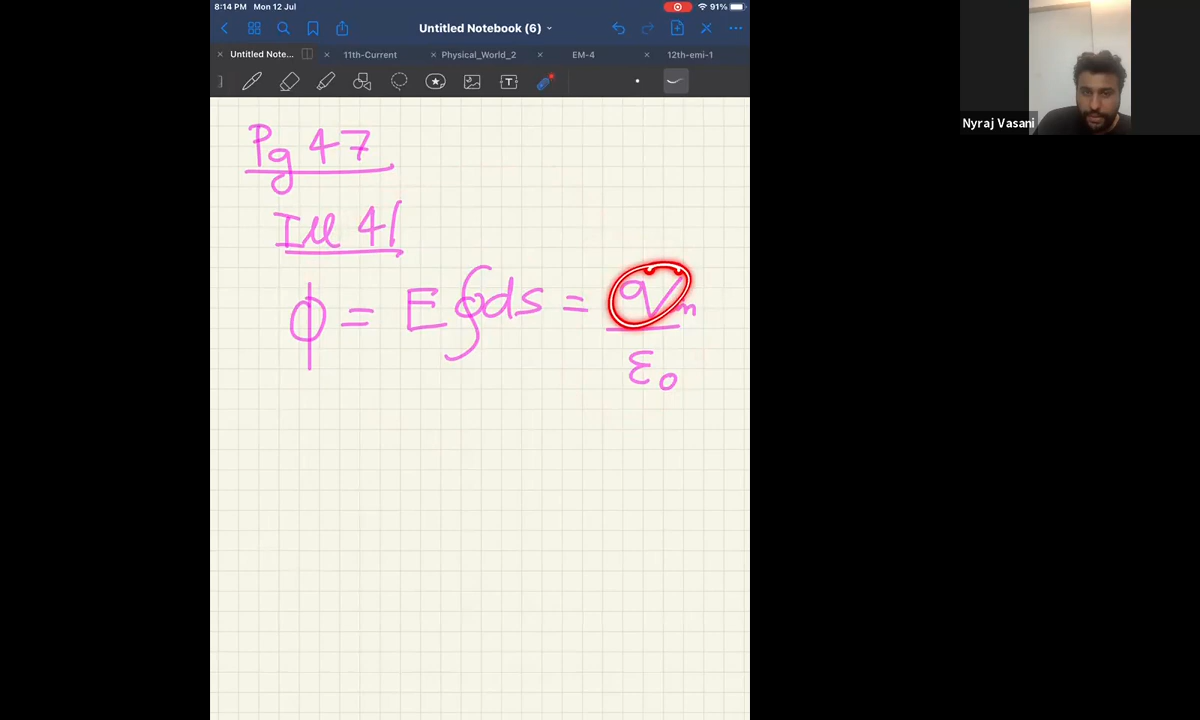 8:14 PM Mon 12 Jul
91%
Untitled Notebook (6)
Untitled Note...
11th-Current
Physical_World_2
EM-4
12th-emi-1
T
Nyraj Vasani
Pg 47
Ill 41
ϕ = E∮ds = qin
ε0